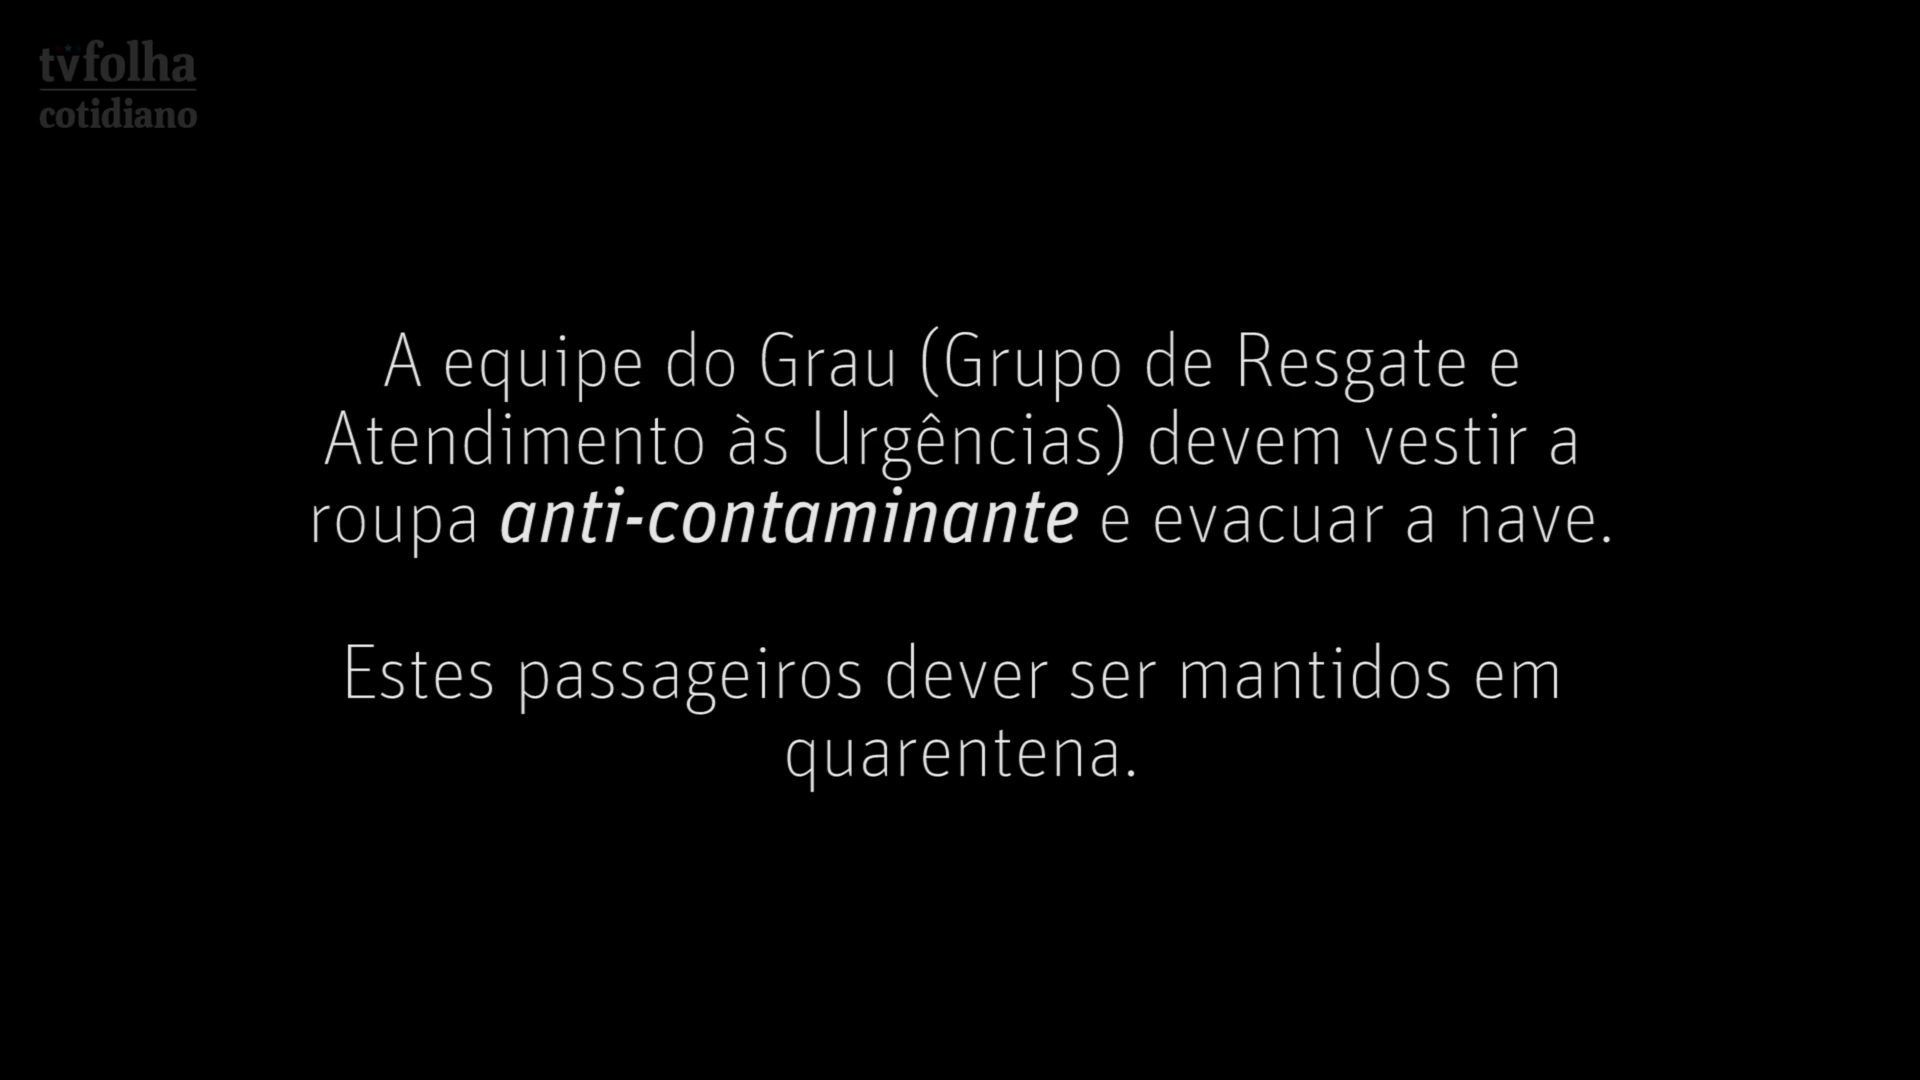 tvfolha
cotidiano
A equipe do Grau (Grupo de Resgate e
Atendimento às Urgências) devem vestir a
roupa anti-contaminante e evacuar a nave.
Estes passageiros dever ser mantidos em
quarentena.